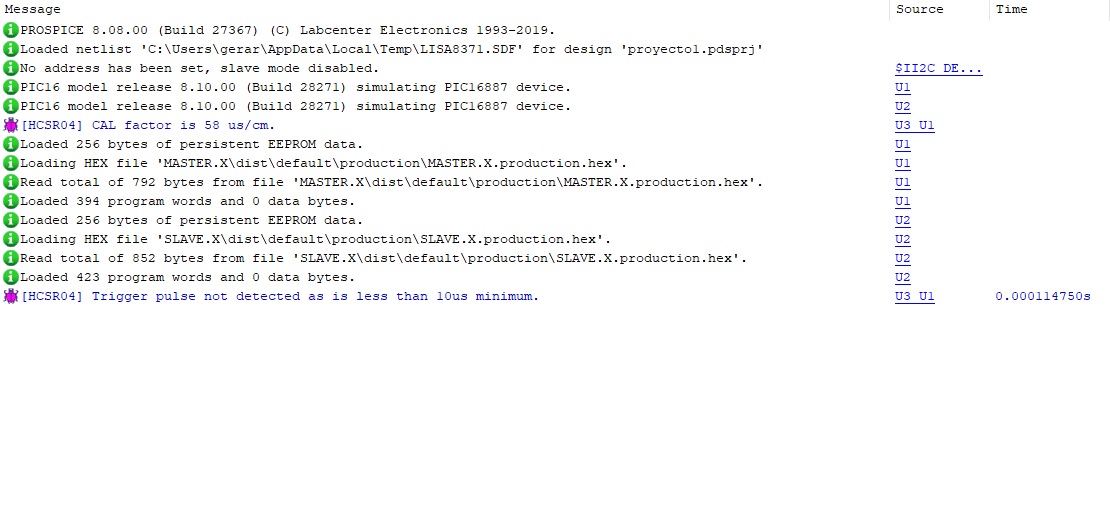 Message Source Time
PROSPICE 8.08.00 (Build 27367) (C) Labcenter Electronics 1993-2019.
Loaded netlist 'C:\Users\gerar\AppData\Local\Temp\LISA8371.SDF' for design 'proyecto1.pdsprj'
No address has been set, slave mode disabled. $II2C DE...
PIC16 model release 8.10.00 (Build 28271) simulating PIC16887 device. U1
PIC16 model release 8.10.00 (Build 28271) simulating PIC16887 device. U2
[HCSR04] CAL factor is 58 us/cm. U3_U1
Loaded 256 bytes of persistent EEPROM data. U1
Loading HEX file 'MASTER.X\dist\default\production\MASTER.X.production.hex'. U1
Read total of 792 bytes from file 'MASTER.X\dist\default\production\MASTER.X.production.hex'. U1
Loaded 394 program words and 0 data bytes. U1
Loaded 256 bytes of persistent EEPROM data. U2
Loading HEX file 'SLAVE.X\dist\default\production\SLAVE.X.production.hex'. U2
Read total of 852 bytes from file 'SLAVE.X\dist\default\production\SLAVE.X.production.hex'. U2
Loaded 423 program words and 0 data bytes. U2
[HCSR04] Trigger pulse not detected as is less than 10us minimum. U3_U1 0.000114750s